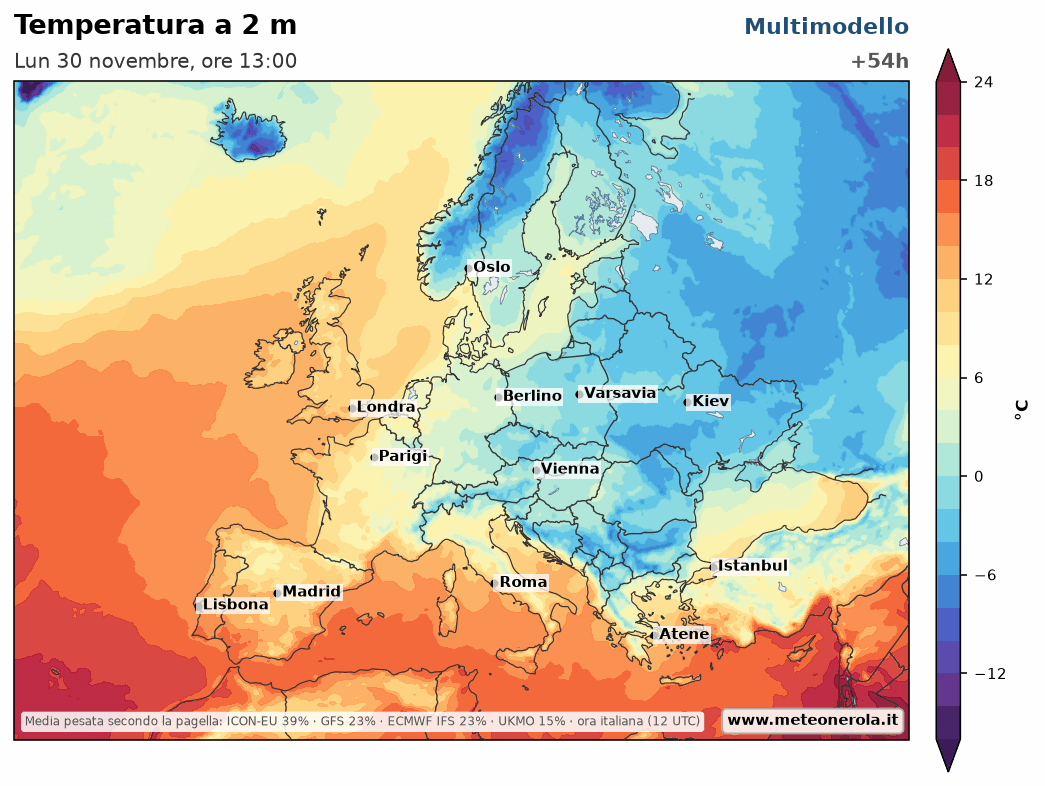 Temperatura a 2 m
Multimodello
Lun 30 novembre, ore 13:00
+54h
24
18
12
6
0
−6
−12
°C
Oslo
Berlino
Varsavia
Kiev
Londra
Parigi
Vienna
Istanbul
Roma
Madrid
Lisbona
Atene
Media pesata secondo la pagella: ICON-EU 39% · GFS 23% · ECMWF IFS 23% · UKMO 15% · ora italiana (12 UTC)
www.meteonerola.it